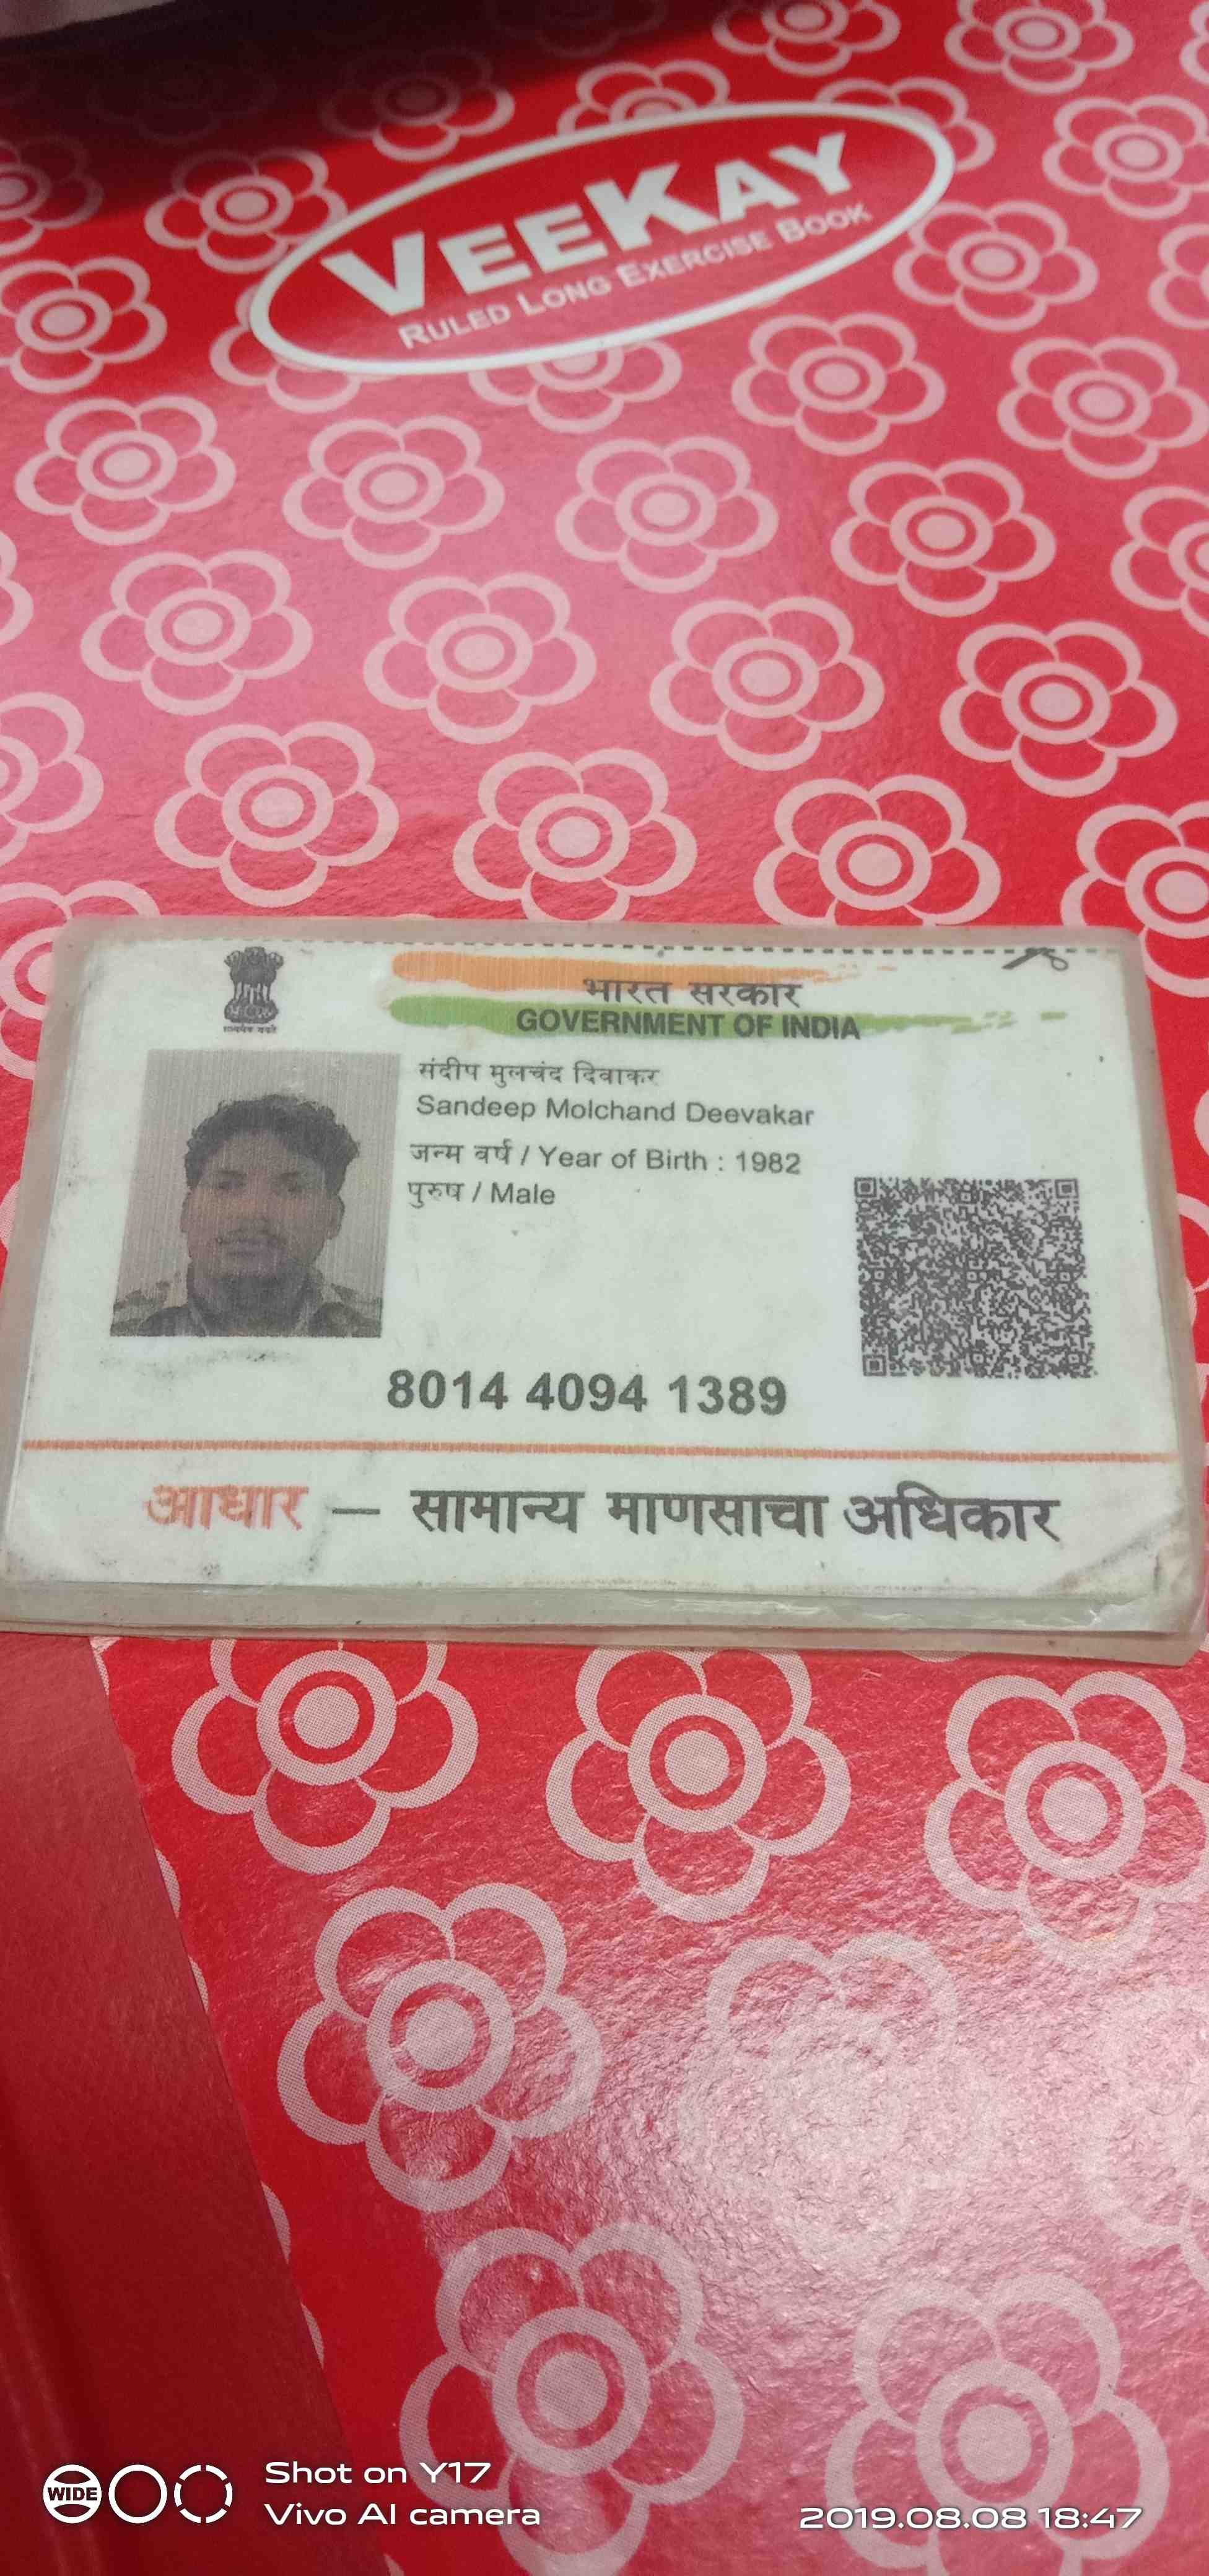 VEEKAY
RULED LONG EXERCISE BOOK
भारत सरकार
GOVERNMENT OF INDIA
सत्यमेव जयते
संदीप मुलचंद दिवाकर
Sandeep Molchand Deevakar
जन्म वर्ष / Year of Birth : 1982
पुरुष / Male
8014 4094 1389
आधार — सामान्य माणसाचा अधिकार
WIDE
Shot on Y17
Vivo AI camera
2019.08.08 18:47